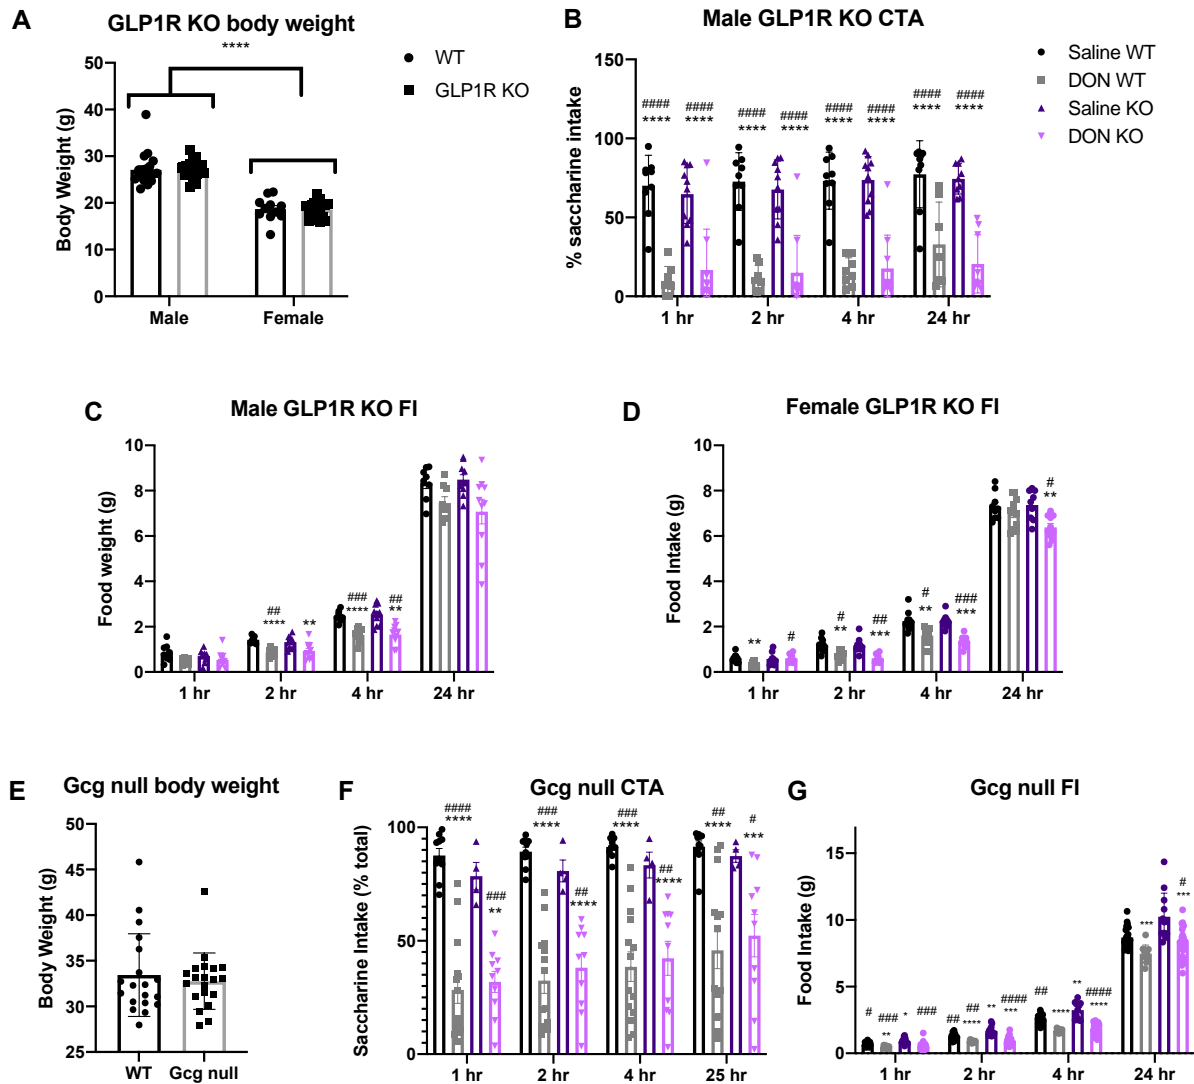 A
GLP1R KO body weight
****
WT
GLP1R KO
Body Weight (g)
50
40
30
20
10
0
Male
Female
B
Male GLP1R KO CTA
Saline WT
DON WT
Saline KO
DON KO
% saccharine intake
150
100
50
0
#### #### #### #### #### #### #### ####
**** **** **** **** **** **** **** ****
1 hr
2 hr
4 hr
24 hr
C
Male GLP1R KO FI
Food weight (g)
10
8
6
4
2
0
## ### ##
**** ** **** **
1 hr
2 hr
4 hr
24 hr
D
Female GLP1R KO FI
Food Intake (g)
10
8
6
4
2
0
# # ## # ### #
** ** *** ** *** **
1 hr
2 hr
4 hr
24 hr
E
Gcg null body weight
Body Weight (g)
50
45
40
35
30
25
WT
Gcg null
F
Gcg null CTA
Saccharine Intake (% total)
100
50
0
#### ### ### ## ### ## ## #
**** ** **** **** **** **** **** ***
1 hr
2 hr
4 hr
25 hr
G
Gcg null FI
Food Intake (g)
15
10
5
0
# ### ### ## ## #### ## #### #
** * **** ** *** **** ** **** *** ***
1 hr
2 hr
4 hr
24 hr